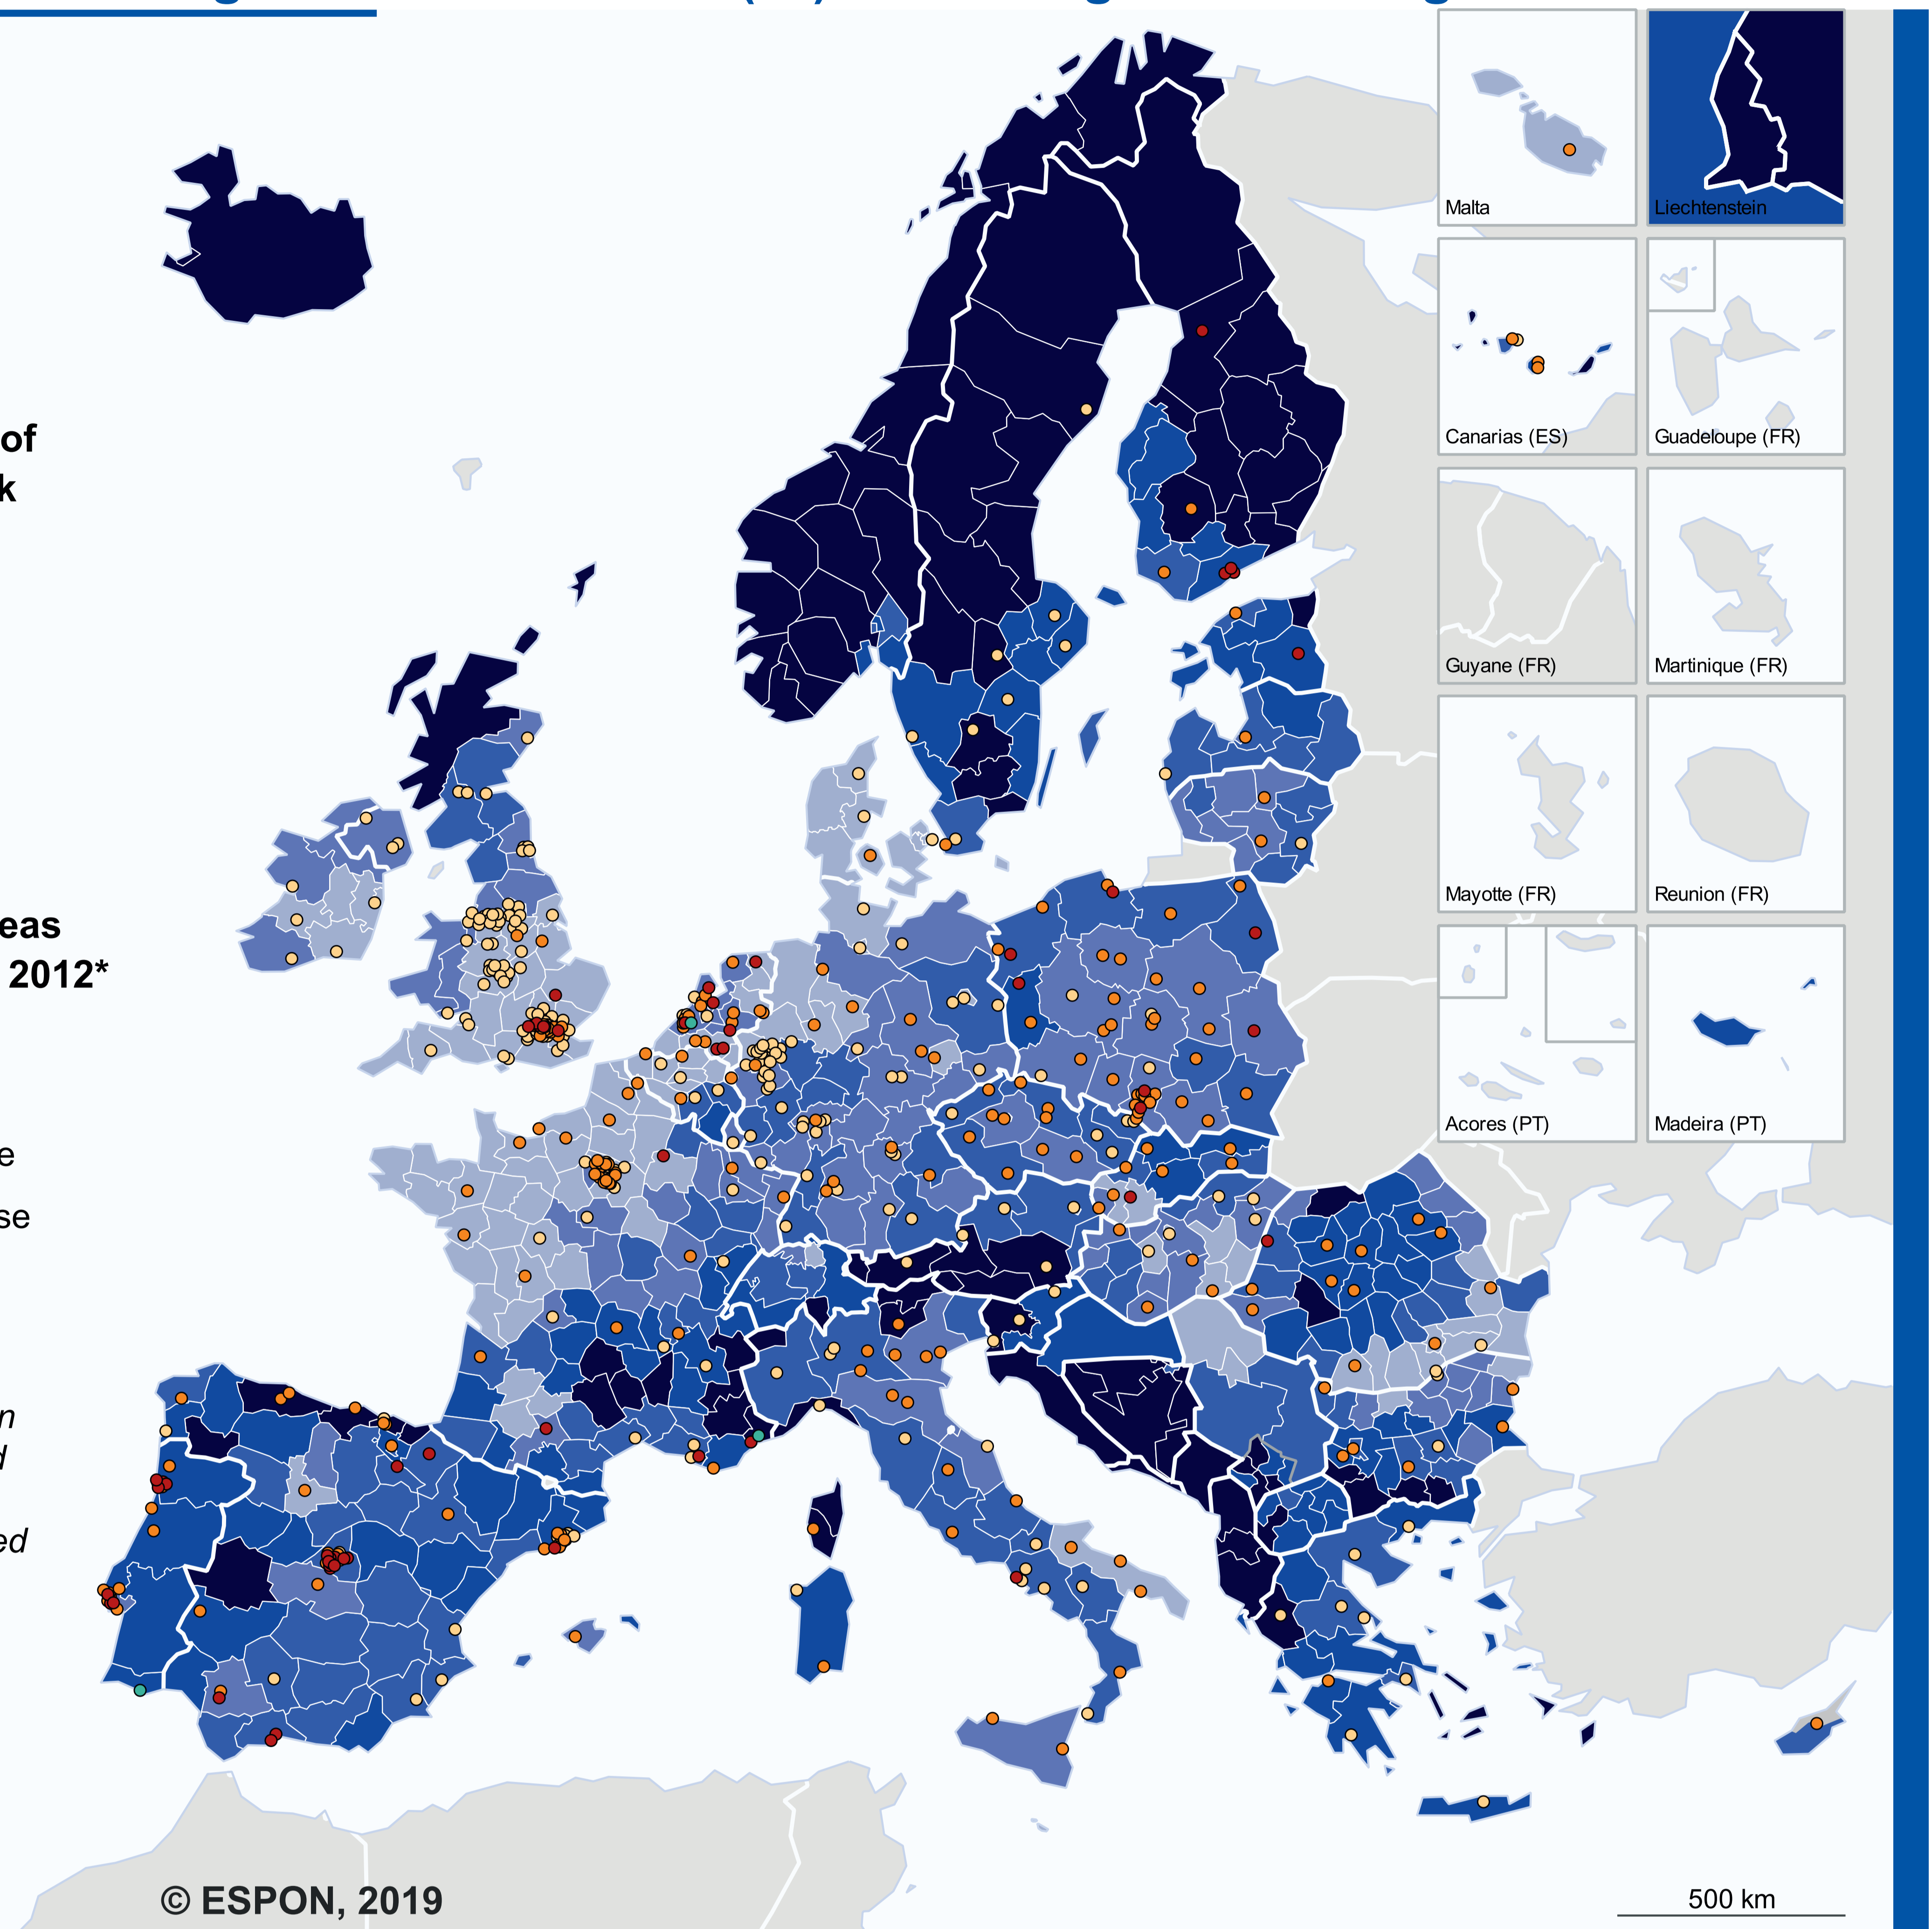 of
k
eas
2012*
e
se
n
d
ed
Malta
Liechtenstein
Canarias (ES)
Guadeloupe (FR)
Guyane (FR)
Martinique (FR)
Mayotte (FR)
Reunion (FR)
Acores (PT)
Madeira (PT)
© ESPON, 2019
500 km